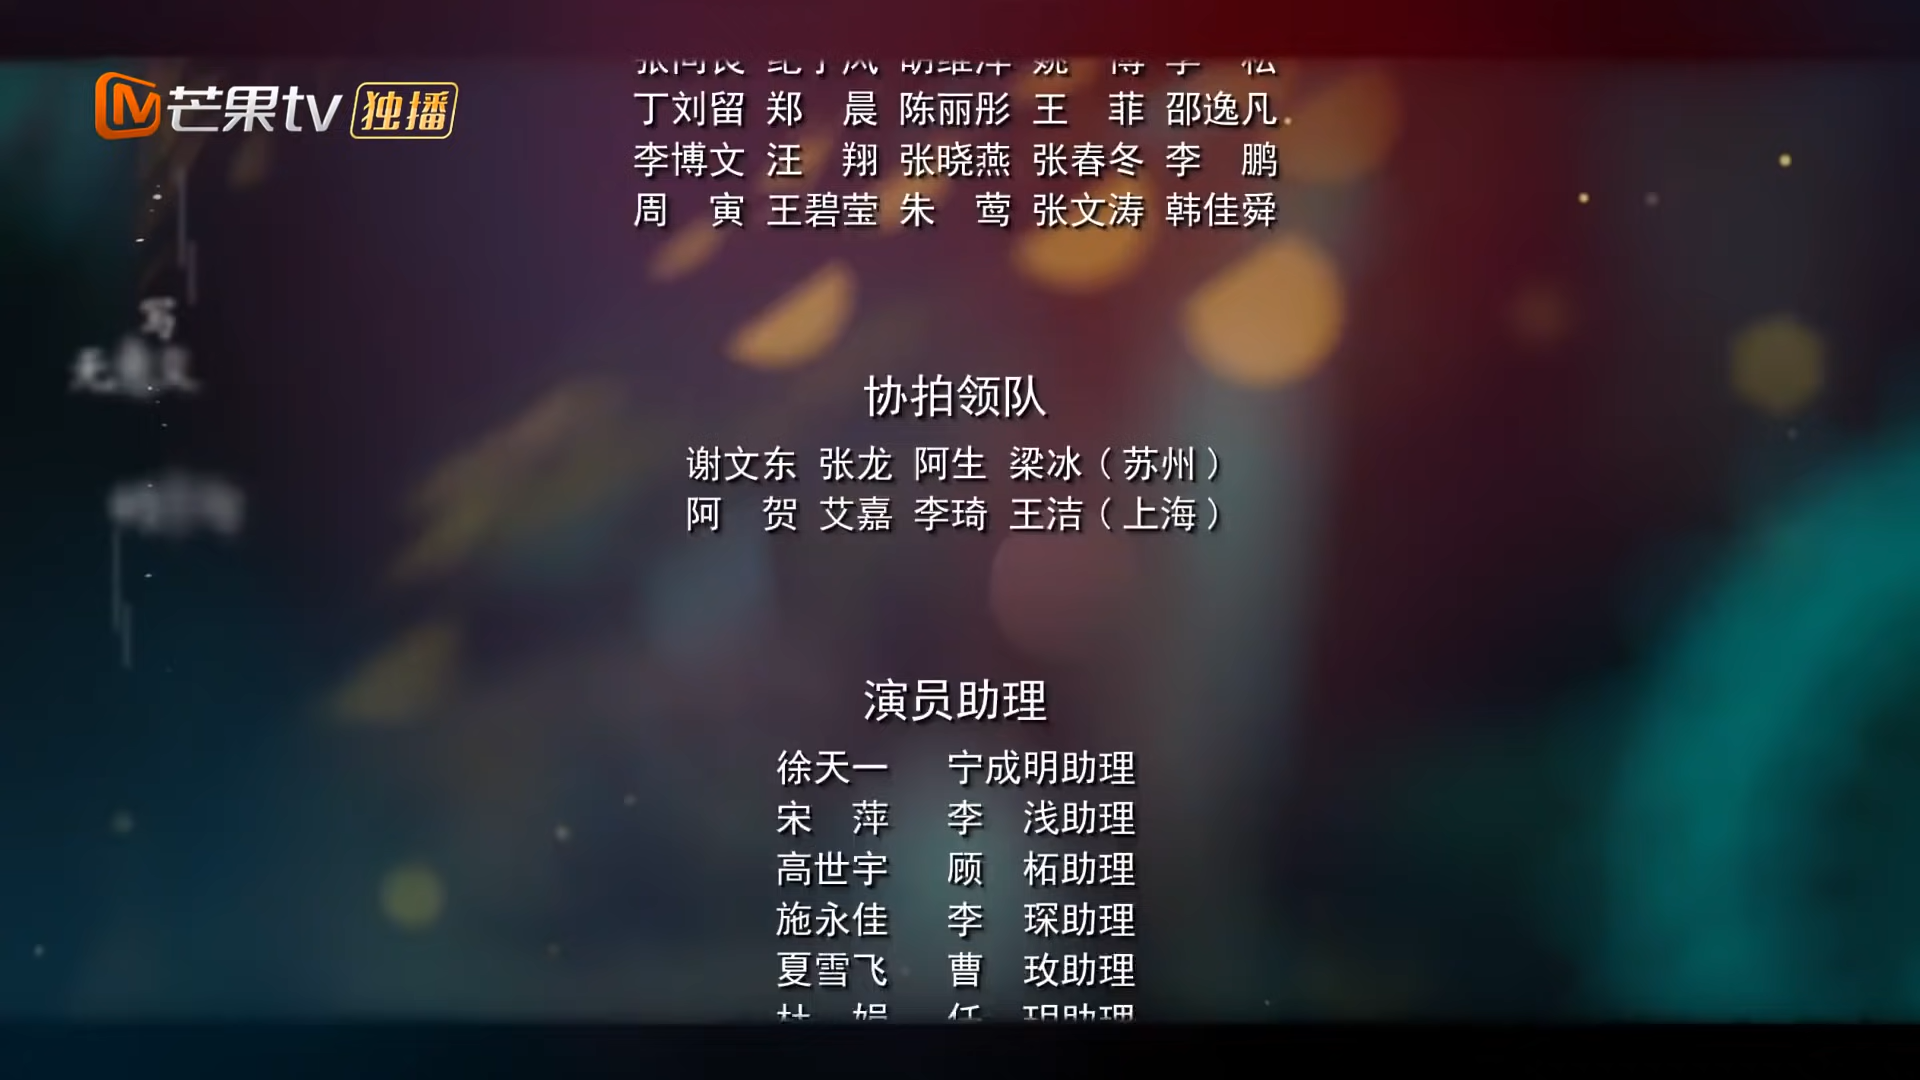 芒果tv 独播
丁刘留 郑　晨 陈丽彤 王　菲 邵逸凡
李博文 汪　翔 张晓燕 张春冬 李　鹏
周　寅 王碧莹 朱　莺 张文涛 韩佳舜
写
协拍领队
谢文东 张龙 阿生 梁冰（苏州）
阿　贺 艾嘉 李琦 王洁（上海）
演员助理
徐天一　宁成明助理
宋　萍　李　浅助理
高世宇　顾　柘助理
施永佳　李　琛助理
夏雪飞　曹　玫助理